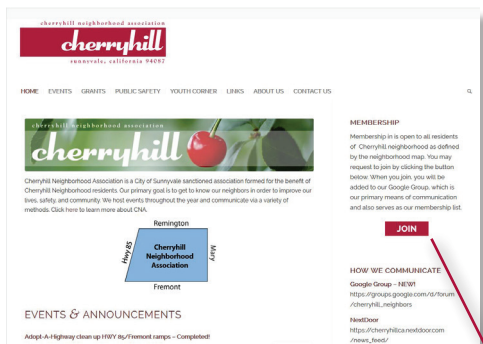 cherryhill neighborhood association
cherryhill
sunnyvale, california 94087
HOME EVENTS GRANTS PUBLIC SAFETY YOUTH CORNER LINKS ABOUT US CONTACT US
cherryhill neighborhood association
cherryhill
Cherryhill Neighborhood Association is a City of Sunnyvale sanctioned association formed for the benefit of
Cherryhill Neighborhood residents. Our primary goal is to get to know our neighbors in order to improve our
lives, safety, and community. We host events throughout the year and communicate via a variety of
methods. Click here to learn more about CNA.
Remington
Hwy 85
Cherryhill
Neighborhood
Association
Mary
Fremont
EVENTS & ANNOUNCEMENTS
Adopt-A-Highway clean up HWY 85/Fremont ramps – Completed!
MEMBERSHIP
Membership in is open to all residents
of Cherryhill neighborhood as defined
by the neighborhood map. You may
request to join by clicking the button
below. When you join, you will be
added to our Google Group, which is
our primary means of communication
and also serves as our membership list.
JOIN
HOW WE COMMUNICATE
Google Group – NEW!
https://groups.google.com/d/forum
/cherryhill_neighbors
NextDoor
https://cherryhillca.nextdoor.com
/news_feed/